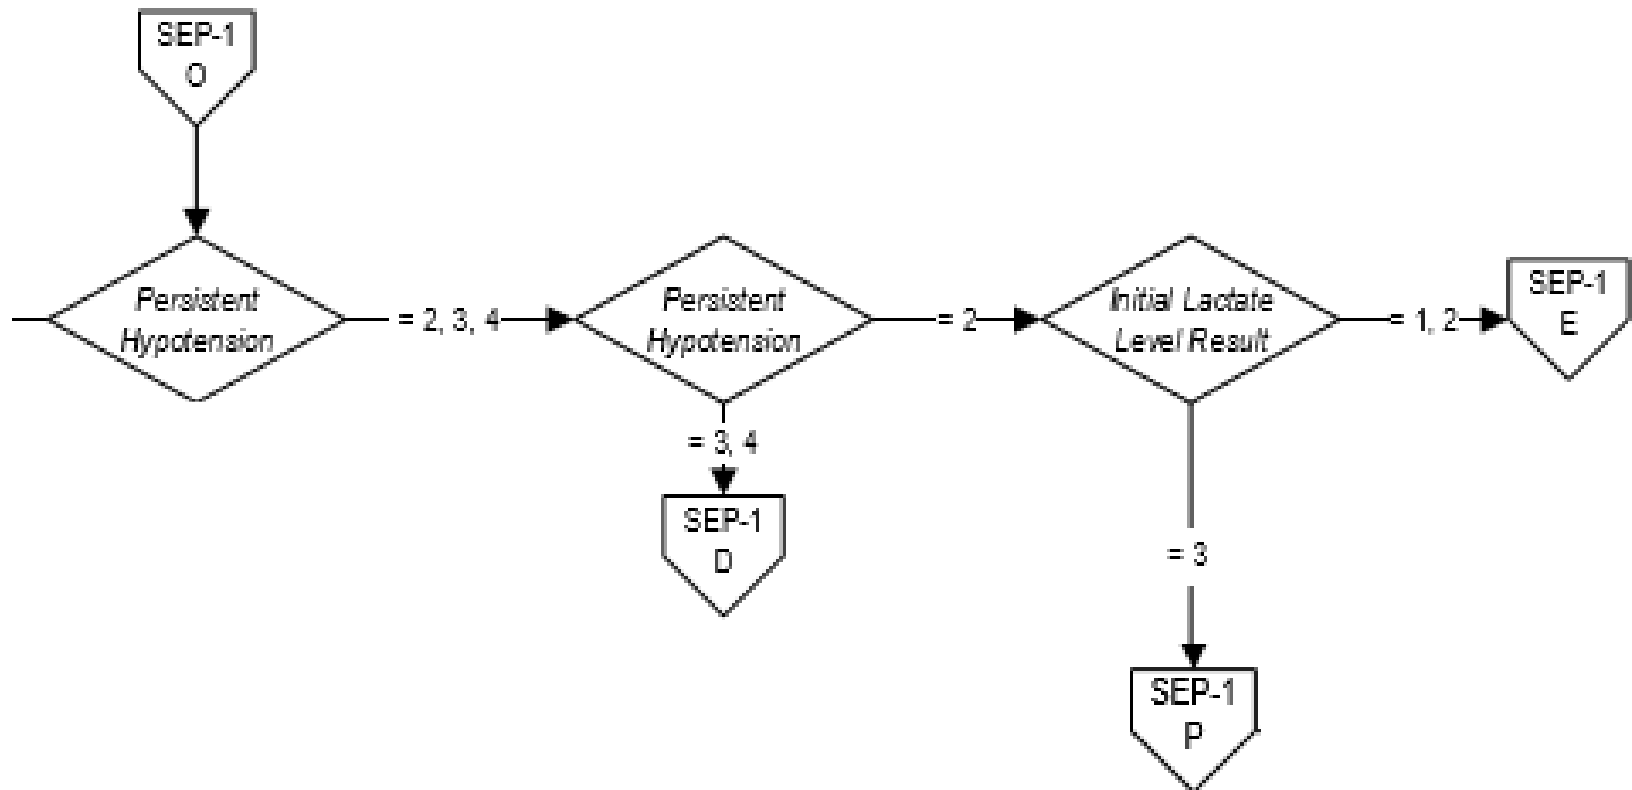 SEP-1
O
Persistent
Hypotension
= 2, 3, 4
Persistent
Hypotension
= 2
Initial Lactate
Level Result
= 1, 2
SEP-1
E
= 3, 4
SEP-1
D
= 3
SEP-1
P